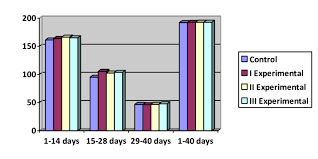 200
150
100
50
0
1-14 days 15-28 days 29-40 days 1-40 days
Control
I Experimental
II Experimental
III Experimental